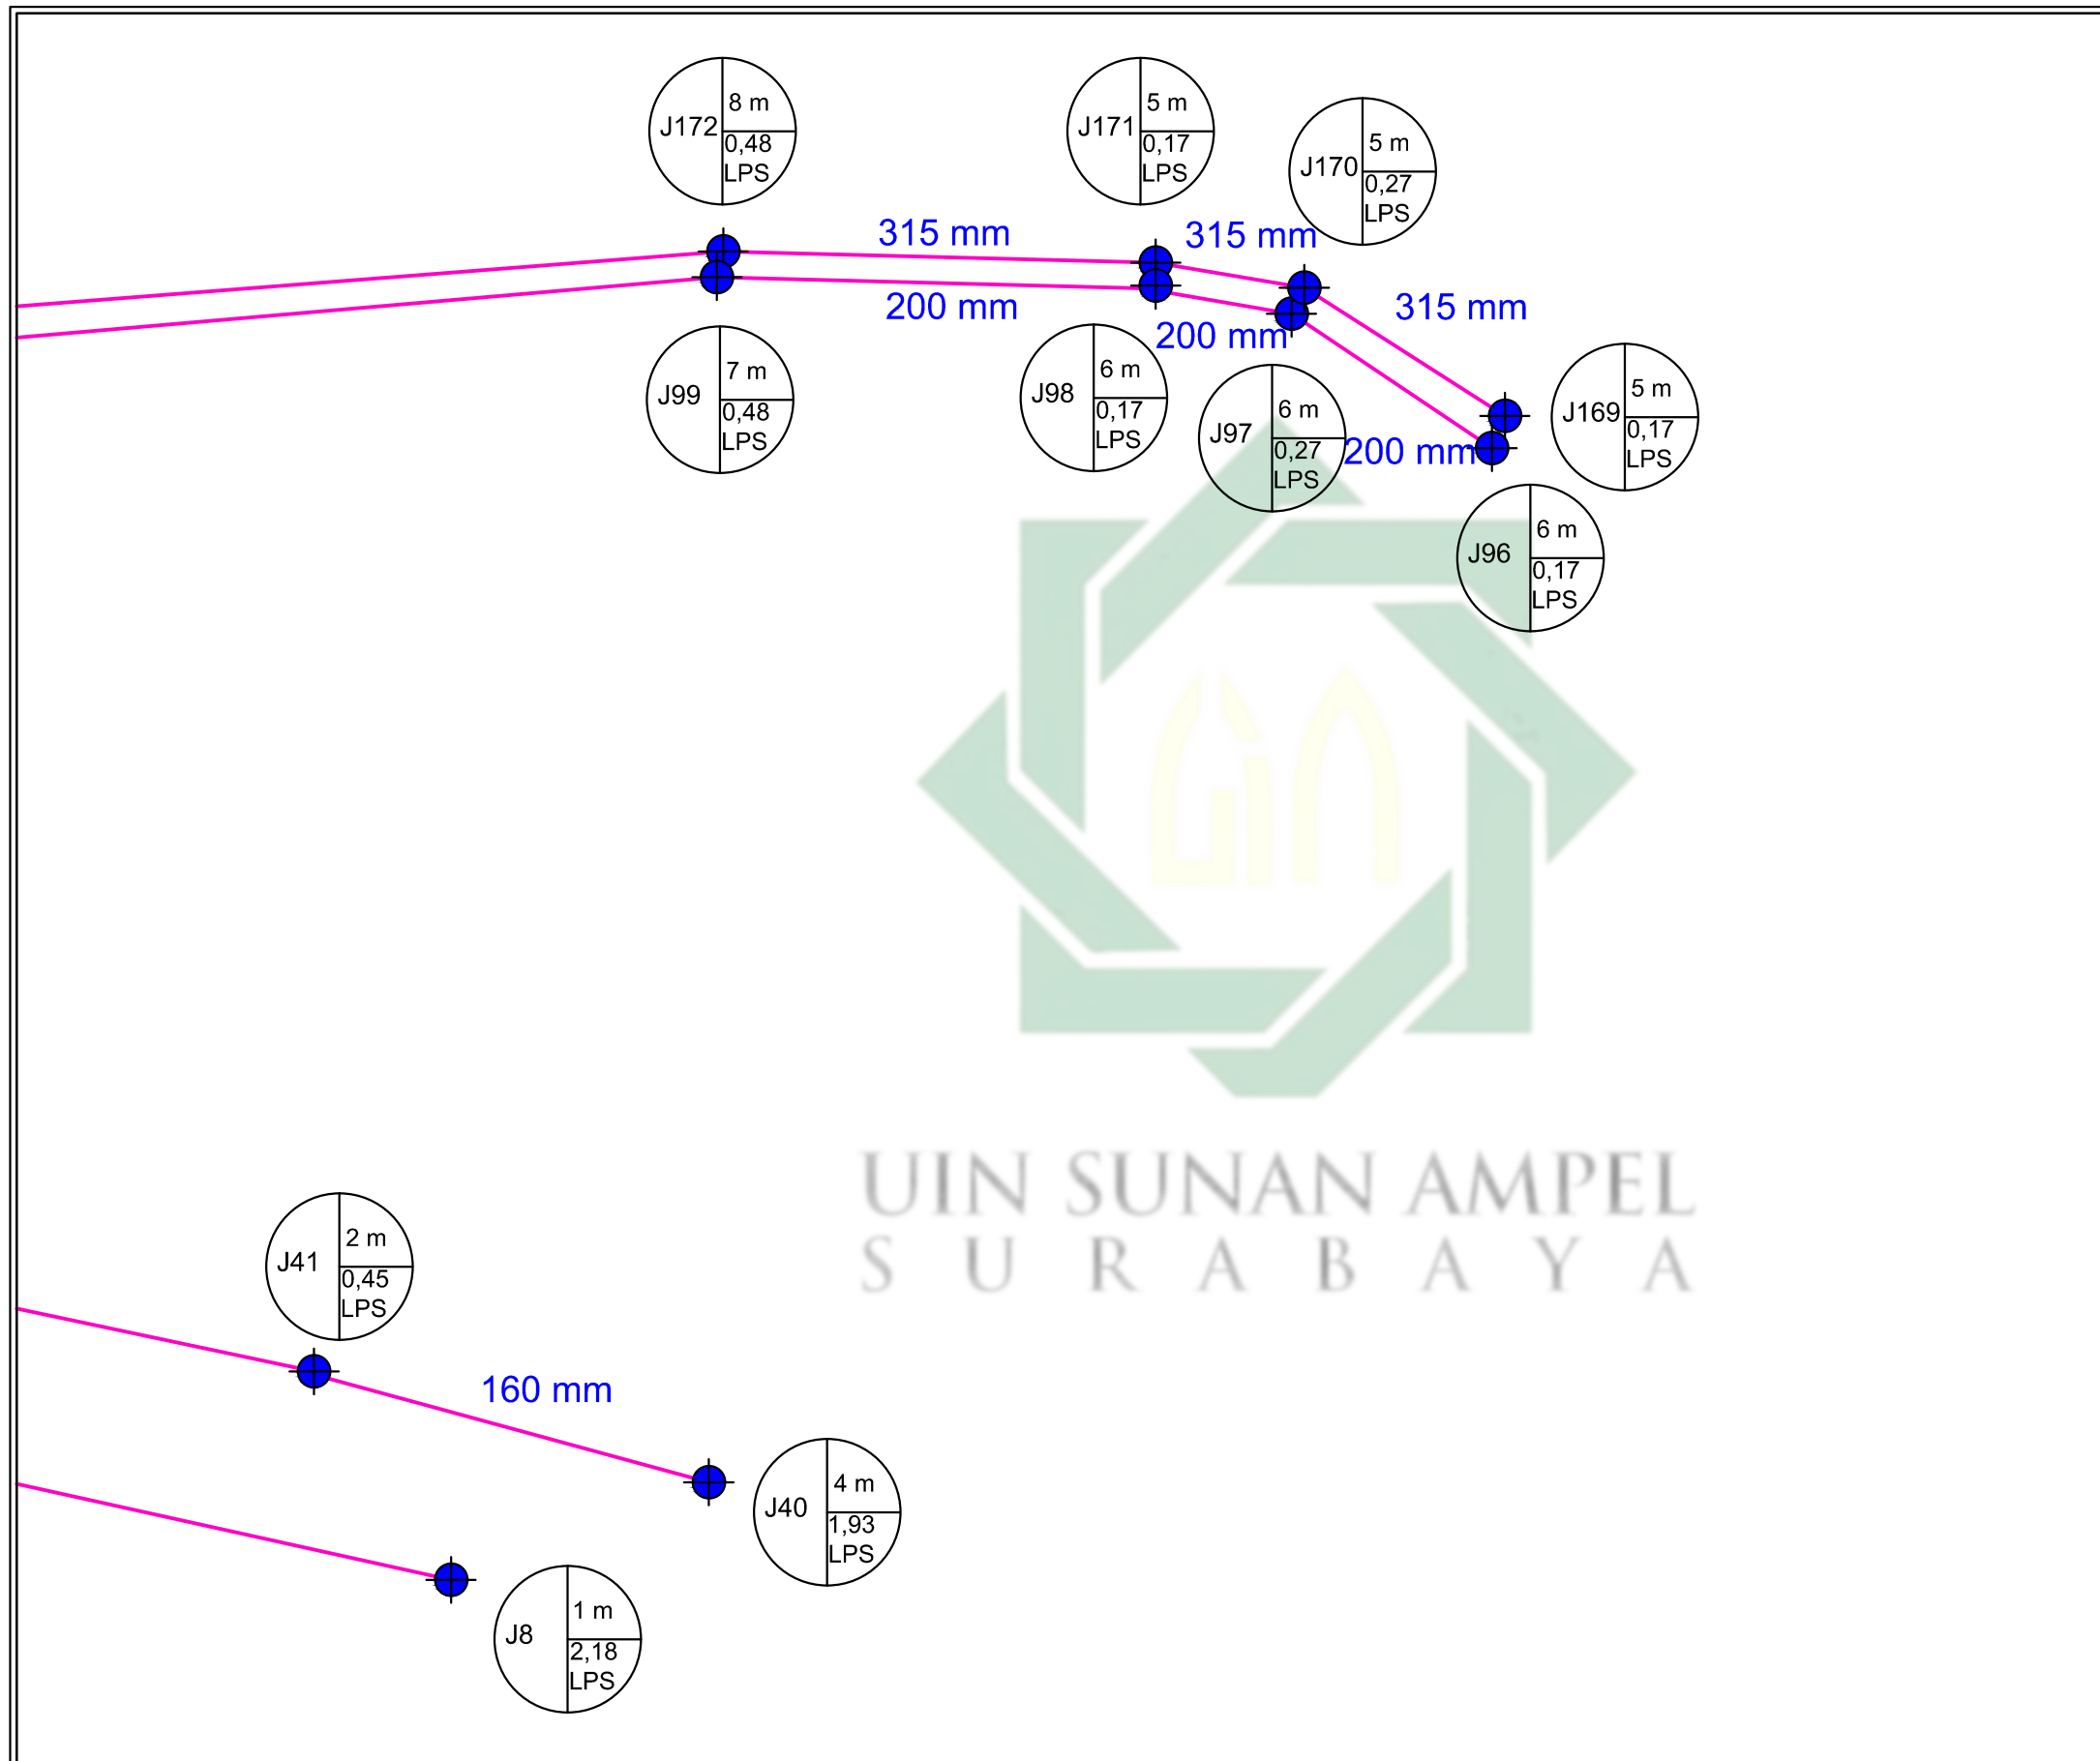 J172
8 m
0,48
LPS
J171
5 m
0,17
LPS
J170
5 m
0,27
LPS
315 mm
315 mm
315 mm
200 mm
200 mm
200 mm
J99
7 m
0,48
LPS
J98
6 m
0,17
LPS
J97
6 m
0,27
LPS
J169
5 m
0,17
LPS
J96
6 m
0,17
LPS
UIN SUNAN AMPEL
S U R A B A Y A
J41
2 m
0,45
LPS
160 mm
J40
4 m
1,93
LPS
J8
1 m
2,18
LPS